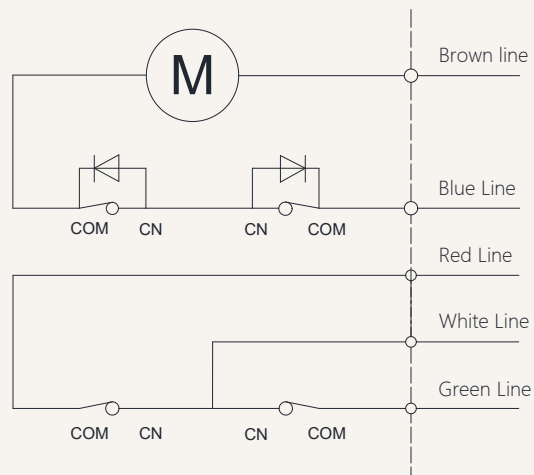 M
Brown line
Blue Line
COM CN CN COM
Red Line
White Line
Green Line
COM CN CN COM